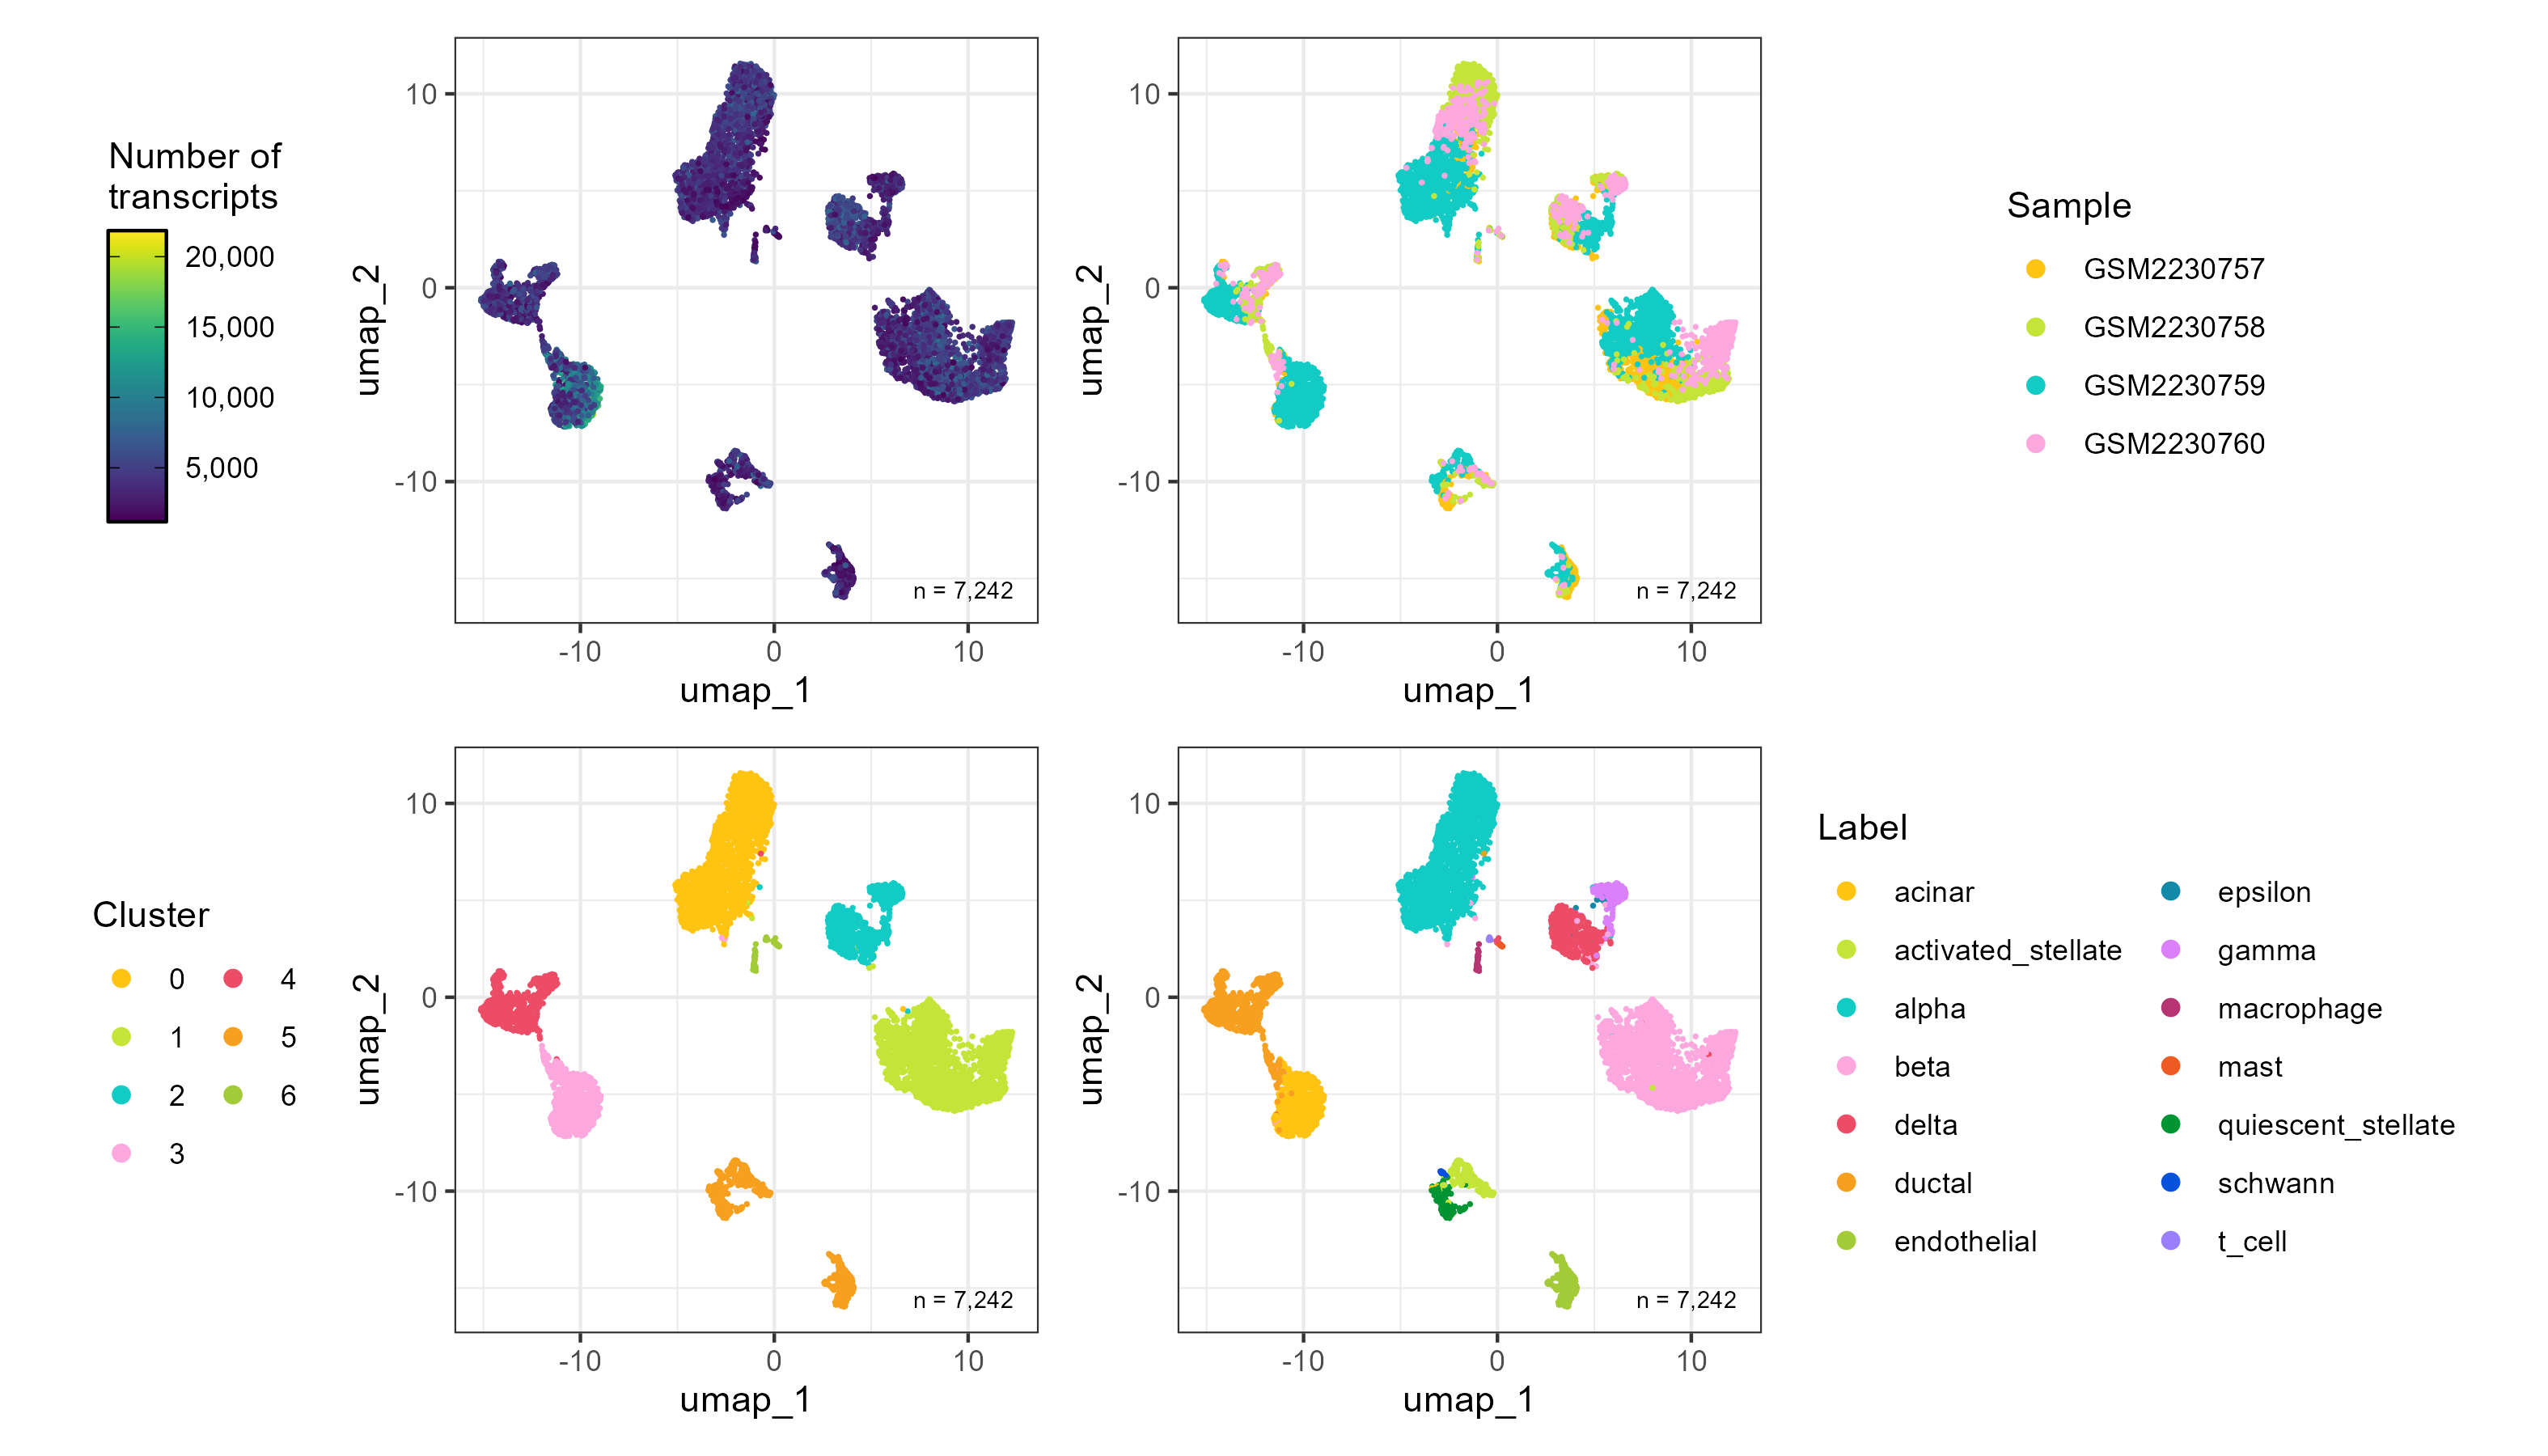 Number of
transcripts
20,000
15,000
10,000
5,000
umap_2
10
0
-10
n = 7,242
-10 0 10
umap_1
umap_2
10
0
-10
n = 7,242
-10 0 10
umap_1
Sample
GSM2230757
GSM2230758
GSM2230759
GSM2230760
Cluster
0 4
1 5
2 6
3
umap_2
10
0
-10
n = 7,242
-10 0 10
umap_1
umap_2
10
0
-10
n = 7,242
-10 0 10
umap_1
Label
acinar epsilon
activated_stellate gamma
alpha macrophage
beta mast
delta quiescent_stellate
ductal schwann
endothelial t_cell